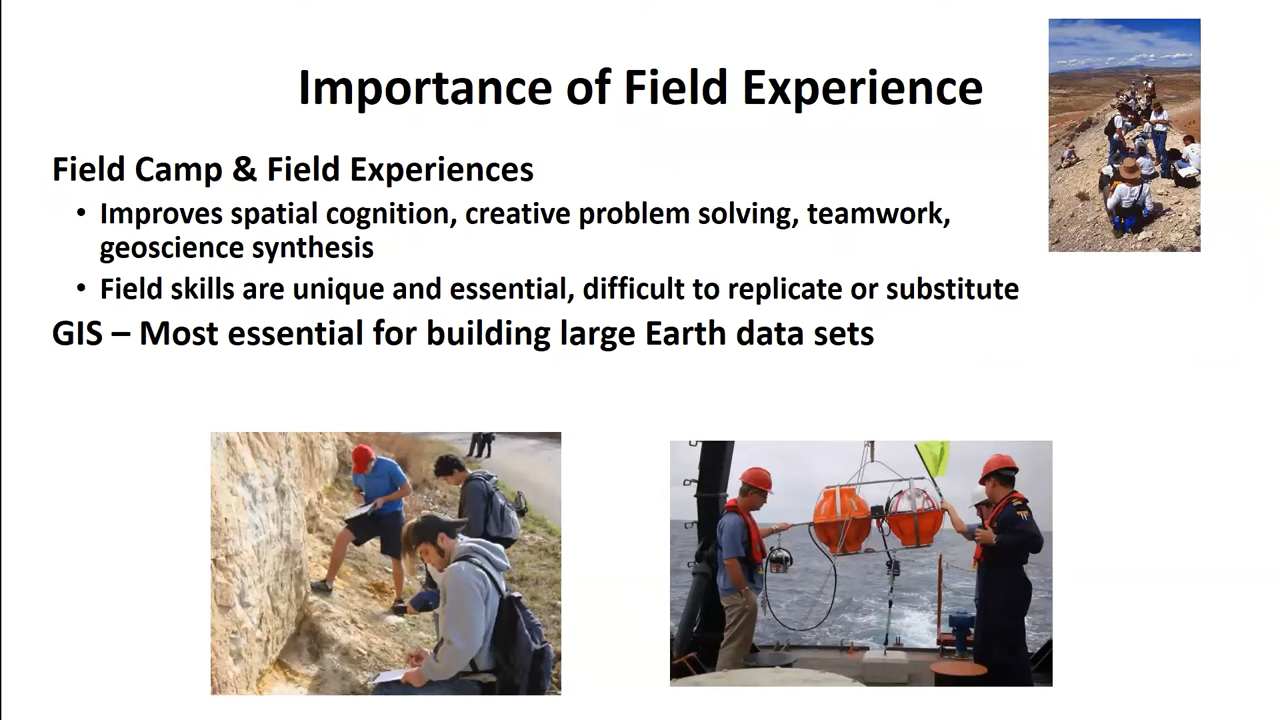 Importance of Field Experience
Field Camp & Field Experiences
• Improves spatial cognition, creative problem solving, teamwork,
geoscience synthesis
• Field skills are unique and essential, difficult to replicate or substitute
GIS – Most essential for building large Earth data sets